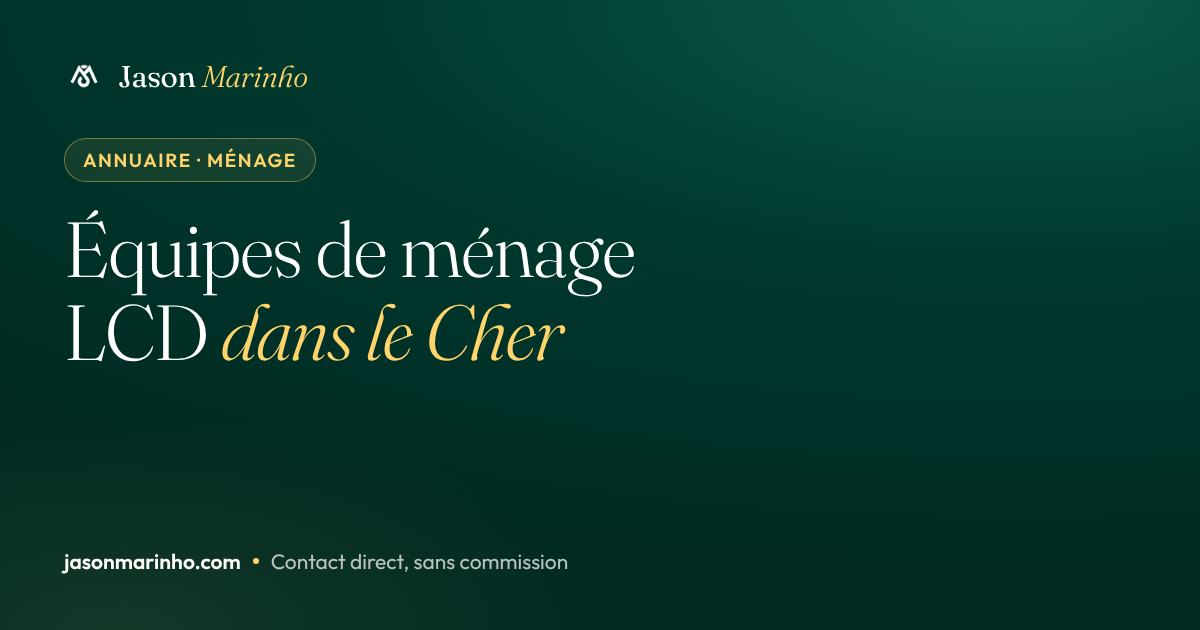 Jason Marinho
ANNUAIRE · MÉNAGE
Équipes de ménage
LCD dans le Cher
jasonmarinho.com • Contact direct, sans commission